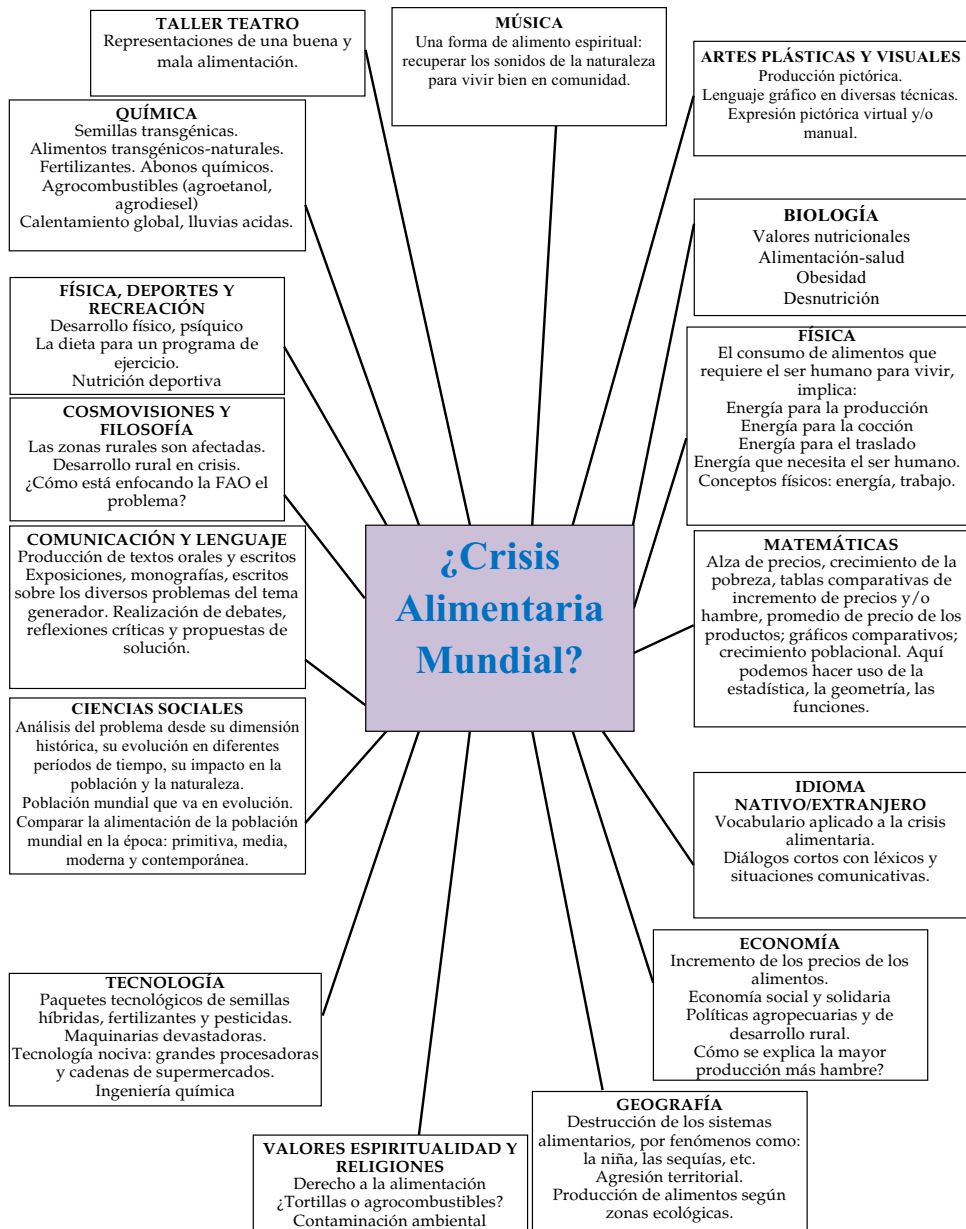 TALLER TEATRO
Representaciones de una buena y
mala alimentación.
MÚSICA
Una forma de alimento espiritual:
recuperar los sonidos de la naturaleza
para vivir bien en comunidad.
ARTES PLÁSTICAS Y VISUALES
Producción pictórica.
Lenguaje gráfico en diversas técnicas.
Expresión pictórica virtual y/o
manual.
QUÍMICA
Semillas transgénicas.
Alimentos transgénicos-naturales.
Fertilizantes. Abonos químicos.
Agrocombustibles (agroetanol,
agrodiesel)
Calentamiento global, lluvias acidas.
BIOLOGÍA
Valores nutricionales
Alimentación-salud
Obesidad
Desnutrición
FÍSICA, DEPORTES Y
RECREACIÓN
Desarrollo físico, psíquico
La dieta para un programa de
ejercicio.
Nutrición deportiva
FÍSICA
El consumo de alimentos que
requiere el ser humano para vivir,
implica:
Energía para la producción
Energía para la cocción
Energía para el traslado
Energía que necesita el ser humano.
Conceptos físicos: energía, trabajo.
COSMOVISIONES Y
FILOSOFÍA
Las zonas rurales son afectadas.
Desarrollo rural en crisis.
¿Cómo está enfocando la FAO el
problema?
¿Crisis
Alimentaria
Mundial?
COMUNICACIÓN Y LENGUAJE
Producción de textos orales y escritos
Exposiciones, monografías, escritos
sobre los diversos problemas del tema
generador. Realización de debates,
reflexiones críticas y propuestas de
solución.
MATEMÁTICAS
Alza de precios, crecimiento de la
pobreza, tablas comparativas de
incremento de precios y/o
hambre, promedio de precio de los
productos; gráficos comparativos;
crecimiento poblacional. Aquí
podemos hacer uso de la
estadística, la geometría, las
funciones.
CIENCIAS SOCIALES
Análisis del problema desde su dimensión
histórica, su evolución en diferentes
períodos de tiempo, su impacto en la
población y la naturaleza.
Población mundial que va en evolución.
Comparar la alimentación de la población
mundial en la época: primitiva, media,
moderna y contemporánea.
IDIOMA
NATIVO/EXTRANJERO
Vocabulario aplicado a la crisis
alimentaria.
Diálogos cortos con léxicos y
situaciones comunicativas.
ECONOMÍA
Incremento de los precios de los
alimentos.
Economía social y solidaria
Políticas agropecuarias y de
desarrollo rural.
Cómo se explica la mayor
producción más hambre?
TECNOLOGÍA
Paquetes tecnológicos de semillas
híbridas, fertilizantes y pesticidas.
Maquinarias devastadoras.
Tecnología nociva: grandes procesadoras
y cadenas de supermercados.
Ingeniería química
GEOGRAFÍA
Destrucción de los sistemas
alimentarios, por fenómenos como:
la niña, las sequías, etc.
Agresión territorial.
Producción de alimentos según
zonas ecológicas.
VALORES ESPIRITUALIDAD Y
RELIGIONES
Derecho a la alimentación
¿Tortillas o agrocombustibles?
Contaminación ambiental